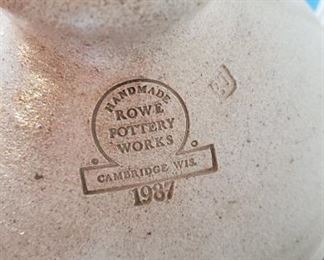 HANDMADE
ROWE
POTTERY
WORKS
CAMBRIDGE WIS.
1987